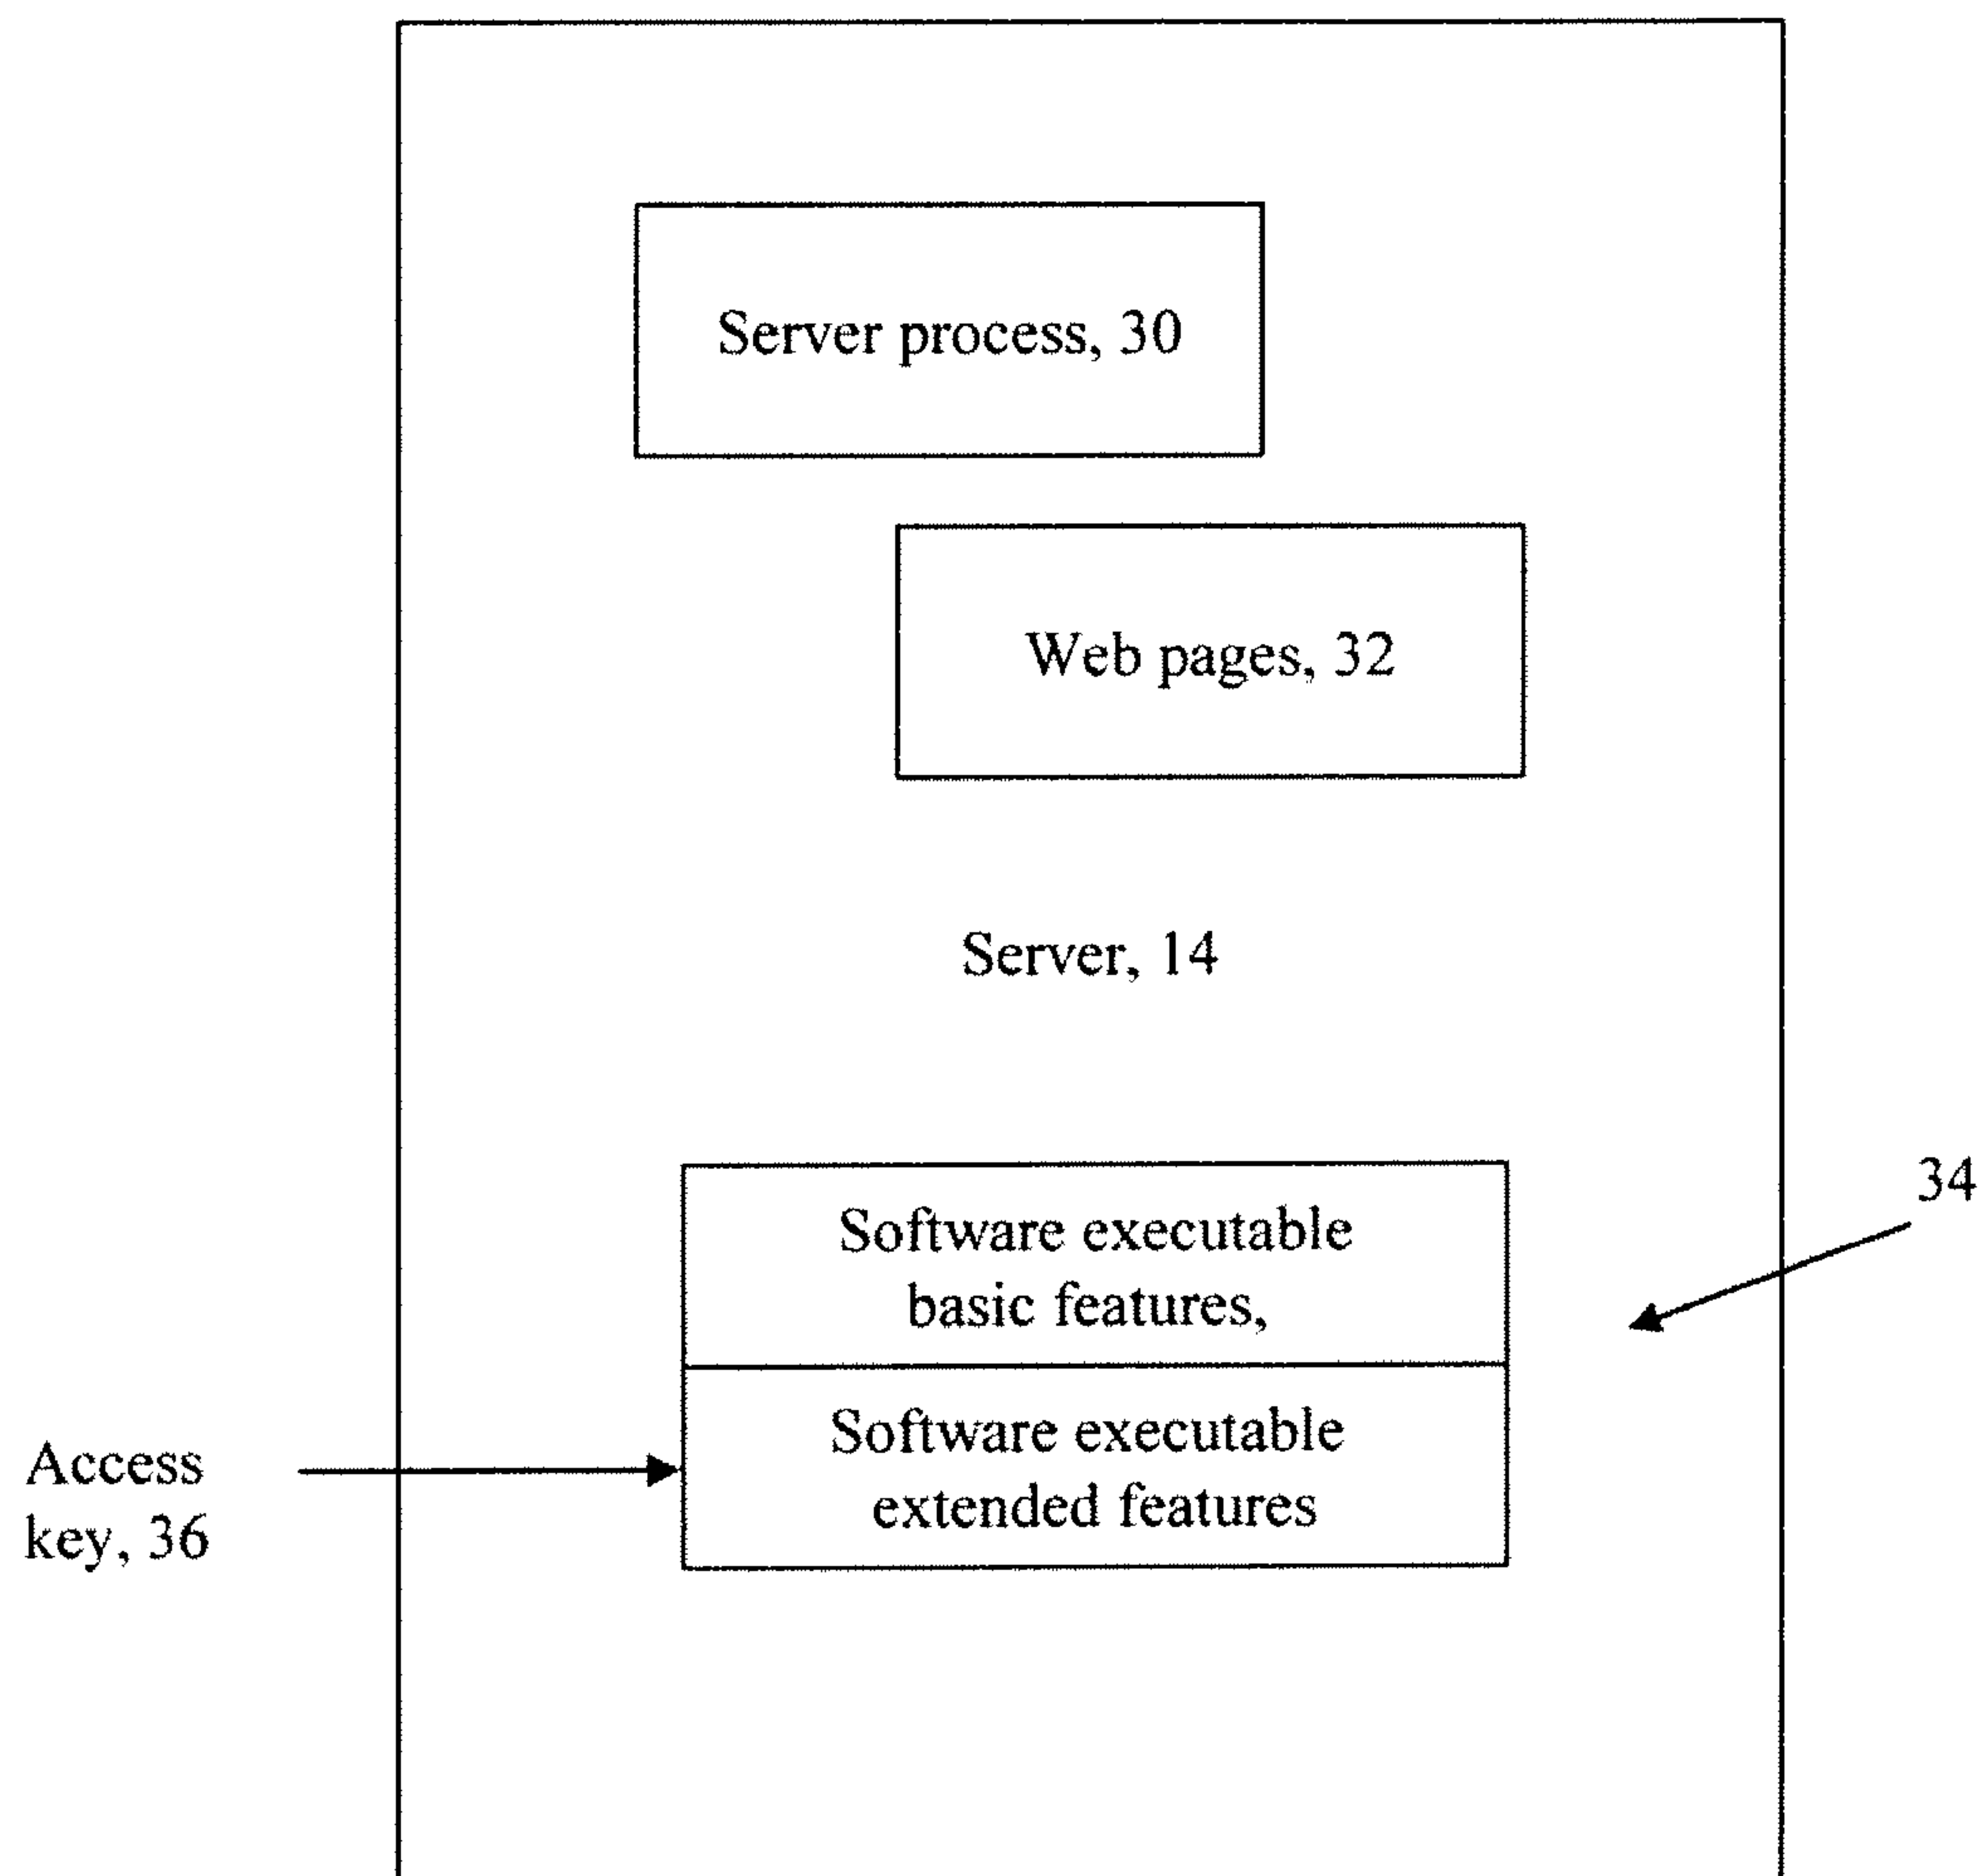 Server process, 30
Web pages, 32
Server, 14
34
Software executable
basic features,
Software executable
extended features
Access
key, 36